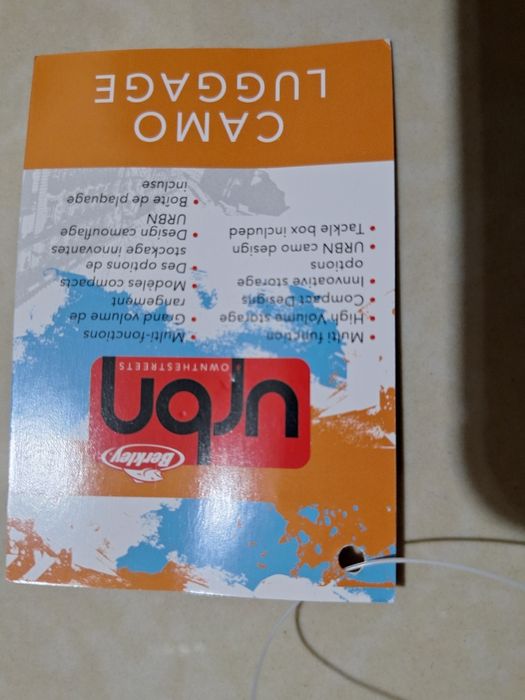 Berkley
urbn
OWNTHESTREETS
• Multi function
• High Volume storage
• Compact Designs
• Innvoative storage
options
• URBN camo design
• Tackle box included
• Multi-fonctions
• Grand volume de
rangement
• Modèles compacts
• Des options de
stockage innovantes
• Design camouflage
URBN
• Boîte de plaquage
incluse
CAMO
LUGGAGE